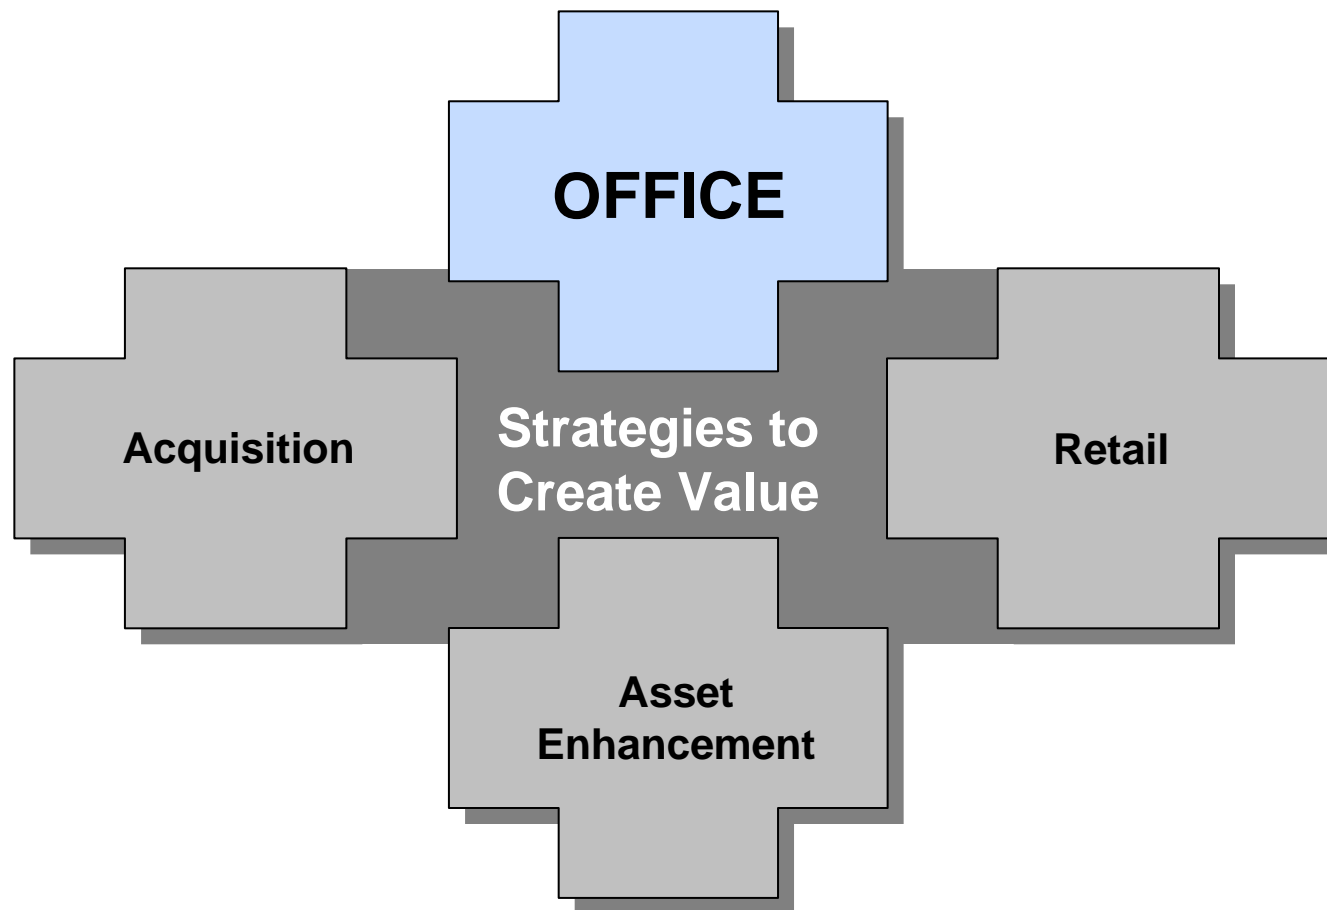 OFFICE
Acquisition
Strategies to
Create Value
Retail
Asset
Enhancement